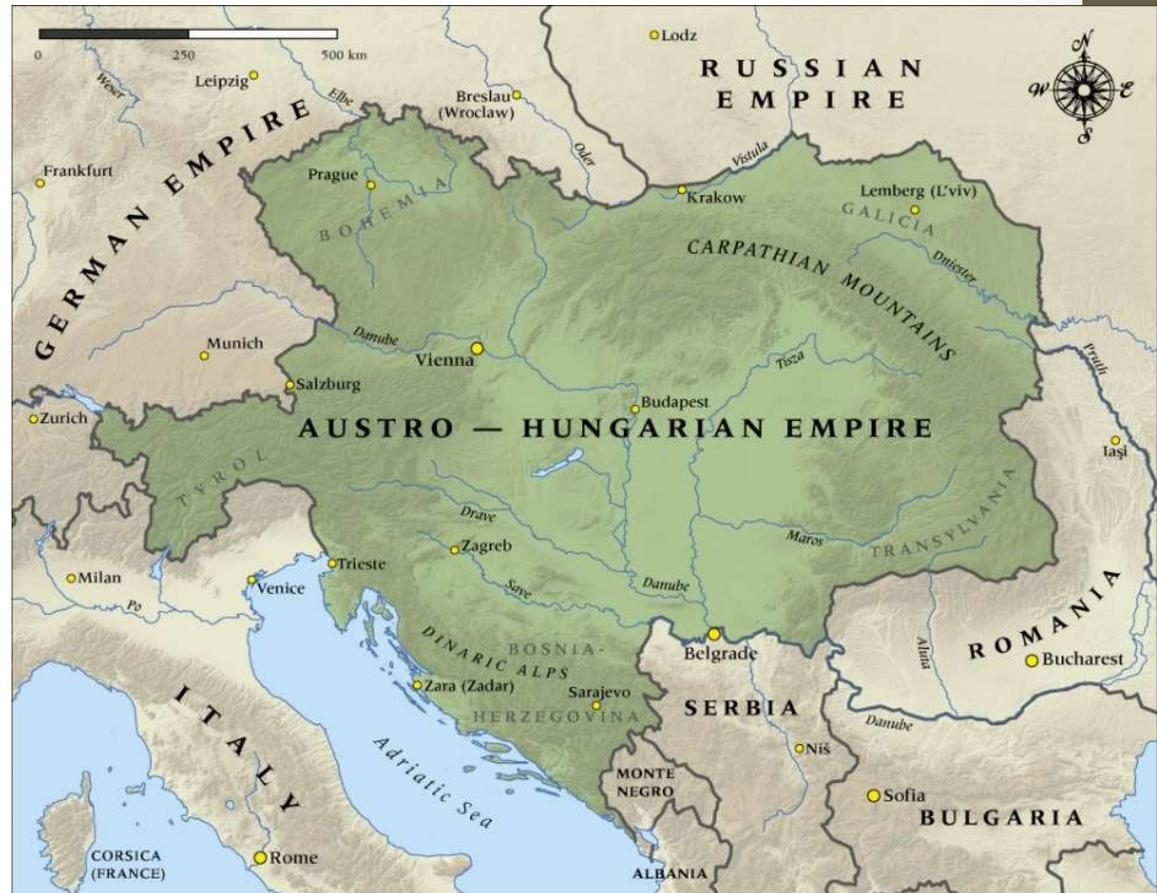 0
250
500 km
Lodz
RUSSIAN
EMPIRE
N
W
E
S
Leipzig
Weser
Elbe
Breslau
(Wroclaw)
Oder
Vistula
GERMAN EMPIRE
Frankfurt
Prague
BOHEMIA
Krakow
Lemberg (L'viv)
GALICIA
CARPATHIAN MOUNTAINS
Dniester
Munich
Danube
Vienna
Tisza
Pruth
Salzburg
Zurich
Budapest
AUSTRO — HUNGARIAN EMPIRE
Iaşi
TYROL
Drave
Maros
TRANSYLVANIA
Zagreb
Milan
Trieste
Venice
Save
Danube
Po
DINARIC ALPS
BOSNIA-
HERZEGOVINA
Belgrade
Aluta
ROMANIA
Bucharest
Zara (Zadar)
Sarajevo
SERBIA
Danube
ITALY
Adriatic Sea
Niš
MONTE
NEGRO
Sofia
BULGARIA
CORSICA
(FRANCE)
Rome
ALBANIA